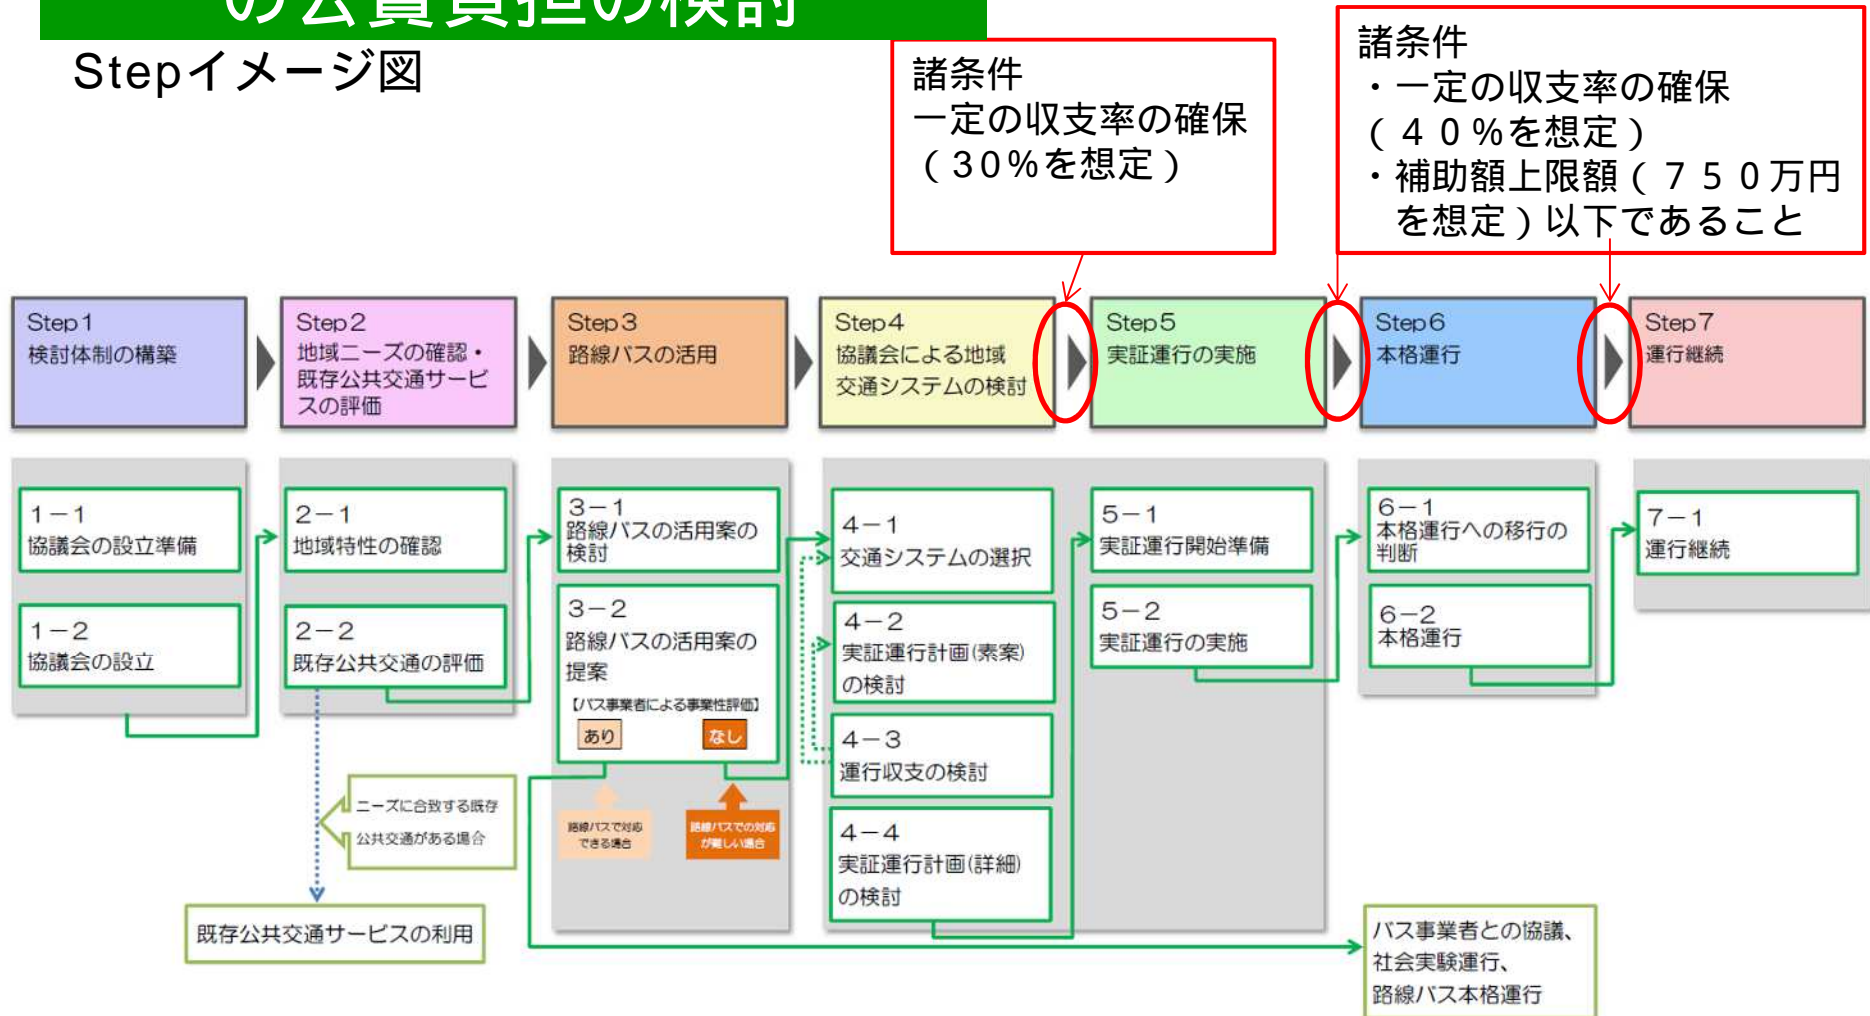 の公費負担の検討
Stepイメージ図
諸条件
一定の収支率の確保
（30％を想定）
諸条件
・一定の収支率の確保
（４０％を想定）
・補助額上限額（７５０万円
を想定）以下であること
Step1
検討体制の構築
Step2
地域ニーズの確認・
既存公共交通サービ
スの評価
Step3
路線バスの活用
Step4
協議会による地域
交通システムの検討
Step5
実証運行の実施
Step6
本格運行
Step7
運行継続
1－1
協議会の設立準備
1－2
協議会の設立
2－1
地域特性の確認
2－2
既存公共交通の評価
ニーズに合致する既存
公共交通がある場合
既存公共交通サービスの利用
3－1
路線バスの活用案の
検討
3－2
路線バスの活用案の
提案
【バス事業者による事業性評価】
あり
なし
路線バスで対応
できる場合
路線バスでの対応
が難しい場合
4－1
交通システムの選択
4－2
実証運行計画(素案)
の検討
4－3
運行収支の検討
4－4
実証運行計画(詳細)
の検討
5－1
実証運行開始準備
5－2
実証運行の実施
6－1
本格運行への移行の
判断
6－2
本格運行
7－1
運行継続
バス事業者との協議、
社会実験運行、
路線バス本格運行